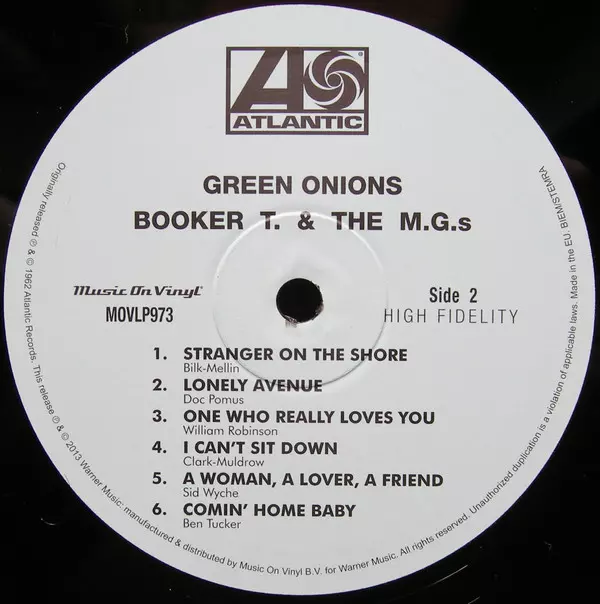 ATLANTIC
®
GREEN ONIONS
BOOKER T. & THE M.G.s
Music On Vinyl®
MOVLP973
Side 2
HIGH FIDELITY
1. STRANGER ON THE SHORE
Bilk-Mellin
2. LONELY AVENUE
Doc Pomus
3. ONE WHO REALLY LOVES YOU
William Robinson
4. I CAN'T SIT DOWN
Clark-Muldrow
5. A WOMAN, A LOVER, A FRIEND
Sid Wyche
6. COMIN' HOME BABY
Ben Tucker
Originally released ℗ & © 1962 Atlantic Records. This release ℗ & © 2013 Warner Music: manufactured & distributed by Music On Vinyl B.V. for Warner Music. All rights reserved. Unauthorized duplication is a violation of applicable laws. Made in the EU. BIEM/STEMRA